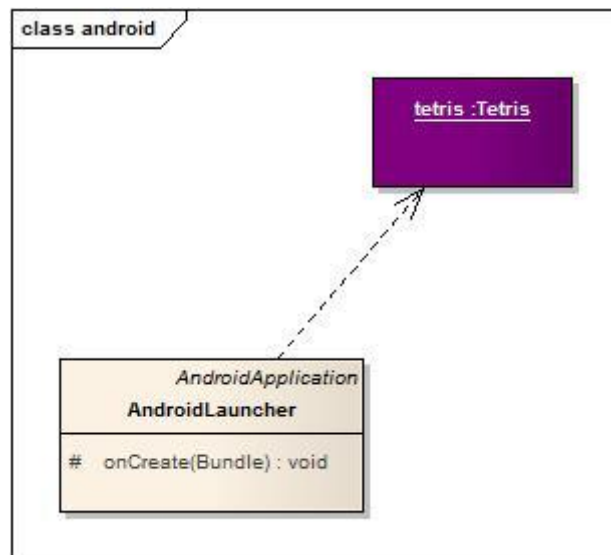 class android
tetris :Tetris
AndroidApplication
AndroidLauncher
# onCreate(Bundle) : void